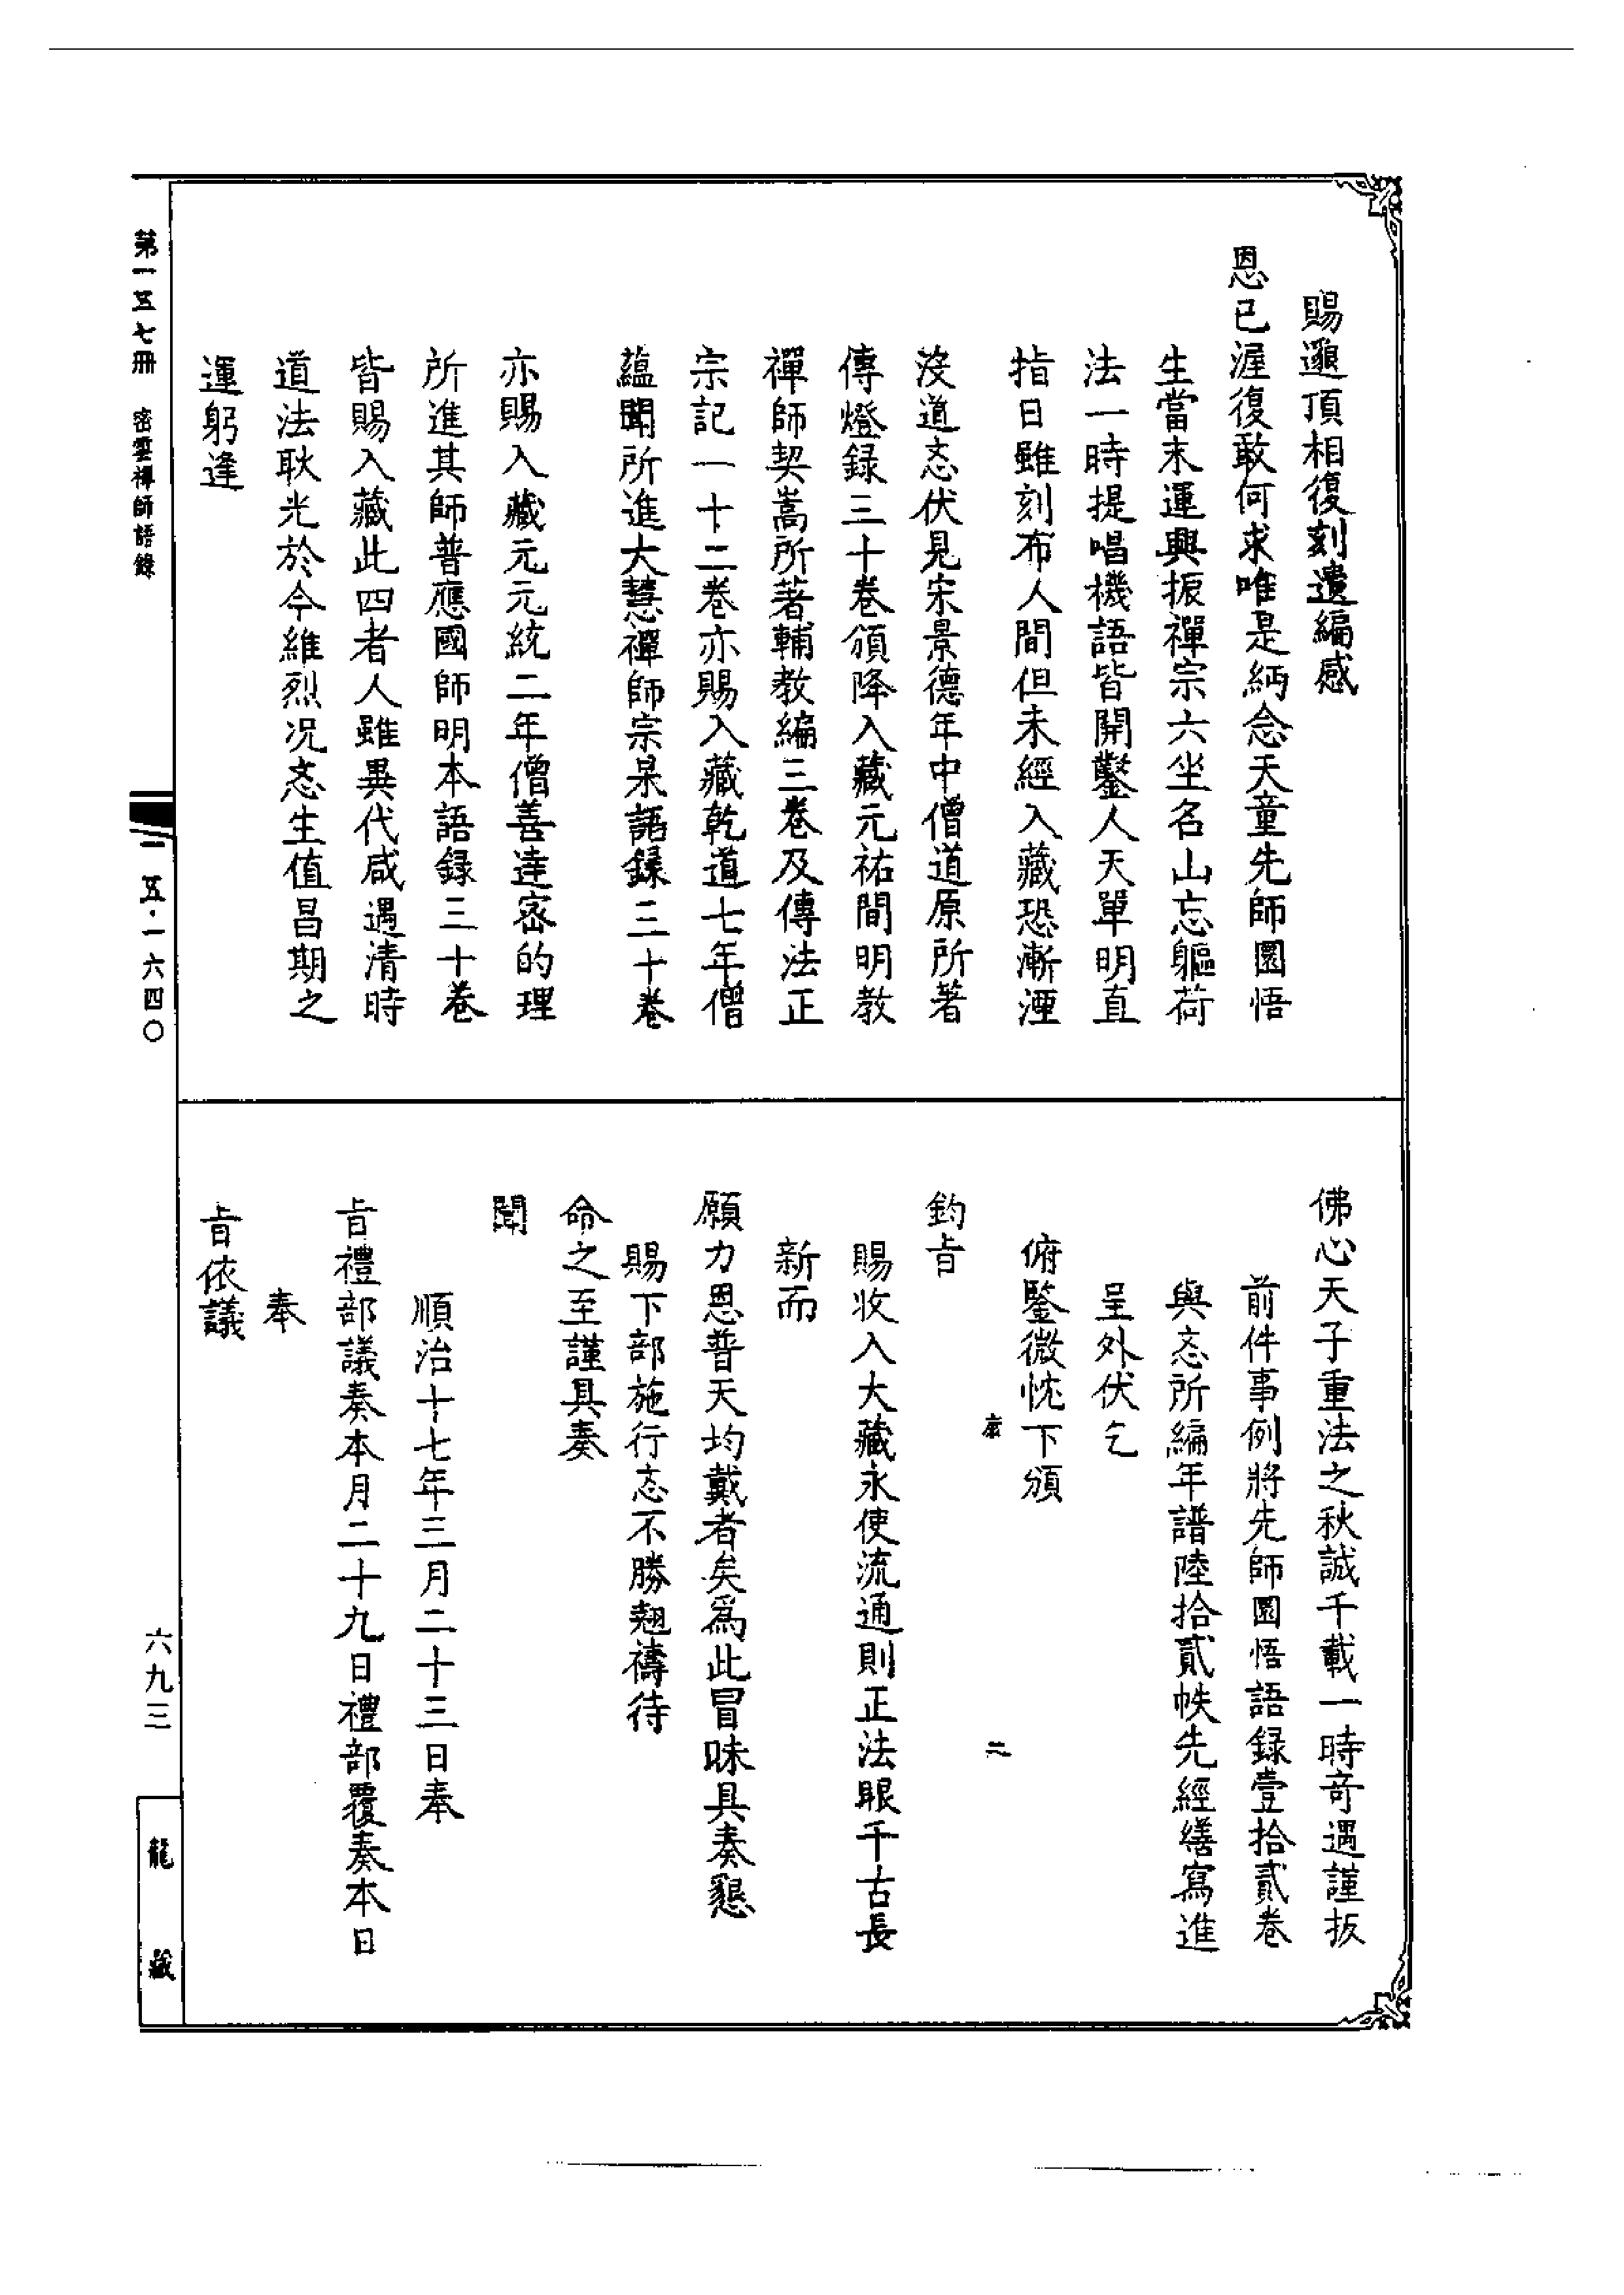 賜邈頂相復刻遺編感
恩已渥復敢何求唯是緬念天童先師圓悟
生當末運興振禪宗六坐名山忘軀荷
法一時提唱機語皆開鑿人天單明直
指日雖刻布人間但未經入藏恐漸湮
沒道忞伏見宋景德年中僧道原所著
傳燈録三十卷頒降入藏元祐間明教
禪師契嵩所著輔教編三卷及傳法正
宗記一十二卷亦賜入藏乾道七年僧
蘊聞所進大慧禪師宗杲語録三十卷
亦賜入藏元元統二年僧善達密的理
所進其師普應國師明本語録三十卷
皆賜入藏此四者人雖異代咸遇清時
道法耿光於今維烈况忞生值昌期之
運躬逢
佛心天子重法之秋誠千載一時竒遇謹扳
前件事例將先師圓悟語録壹拾貳卷
與忞所編年譜陸拾貳帙先經繕寫進
呈外伏乞
俯鑒微忱下頒
二
鈞旨
賜收入大藏永使流通則正法眼千古長
新而
願力恩普天均戴者矣爲此冒昧具奏懇
賜下部施行忞不勝翹禱待
命之至謹具奏
聞
順治十七年三月二十三日奉
旨禮部議奏本月二十九日禮部覆奏本日
奉
旨依議
第一五七冊 密雲禪師語錄
一五·一六四〇
六九三
龍藏